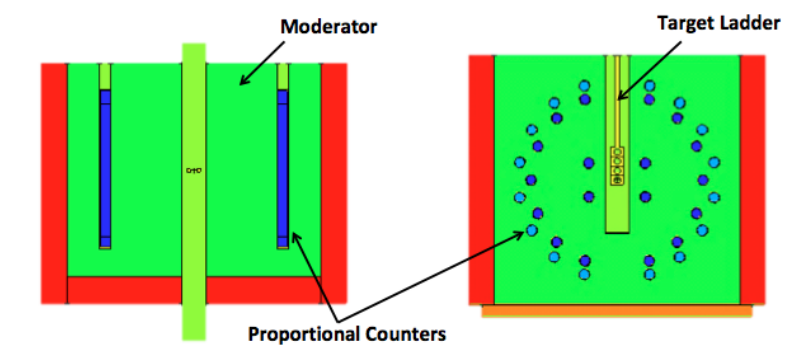 Moderator
Target Ladder
Proportional Counters